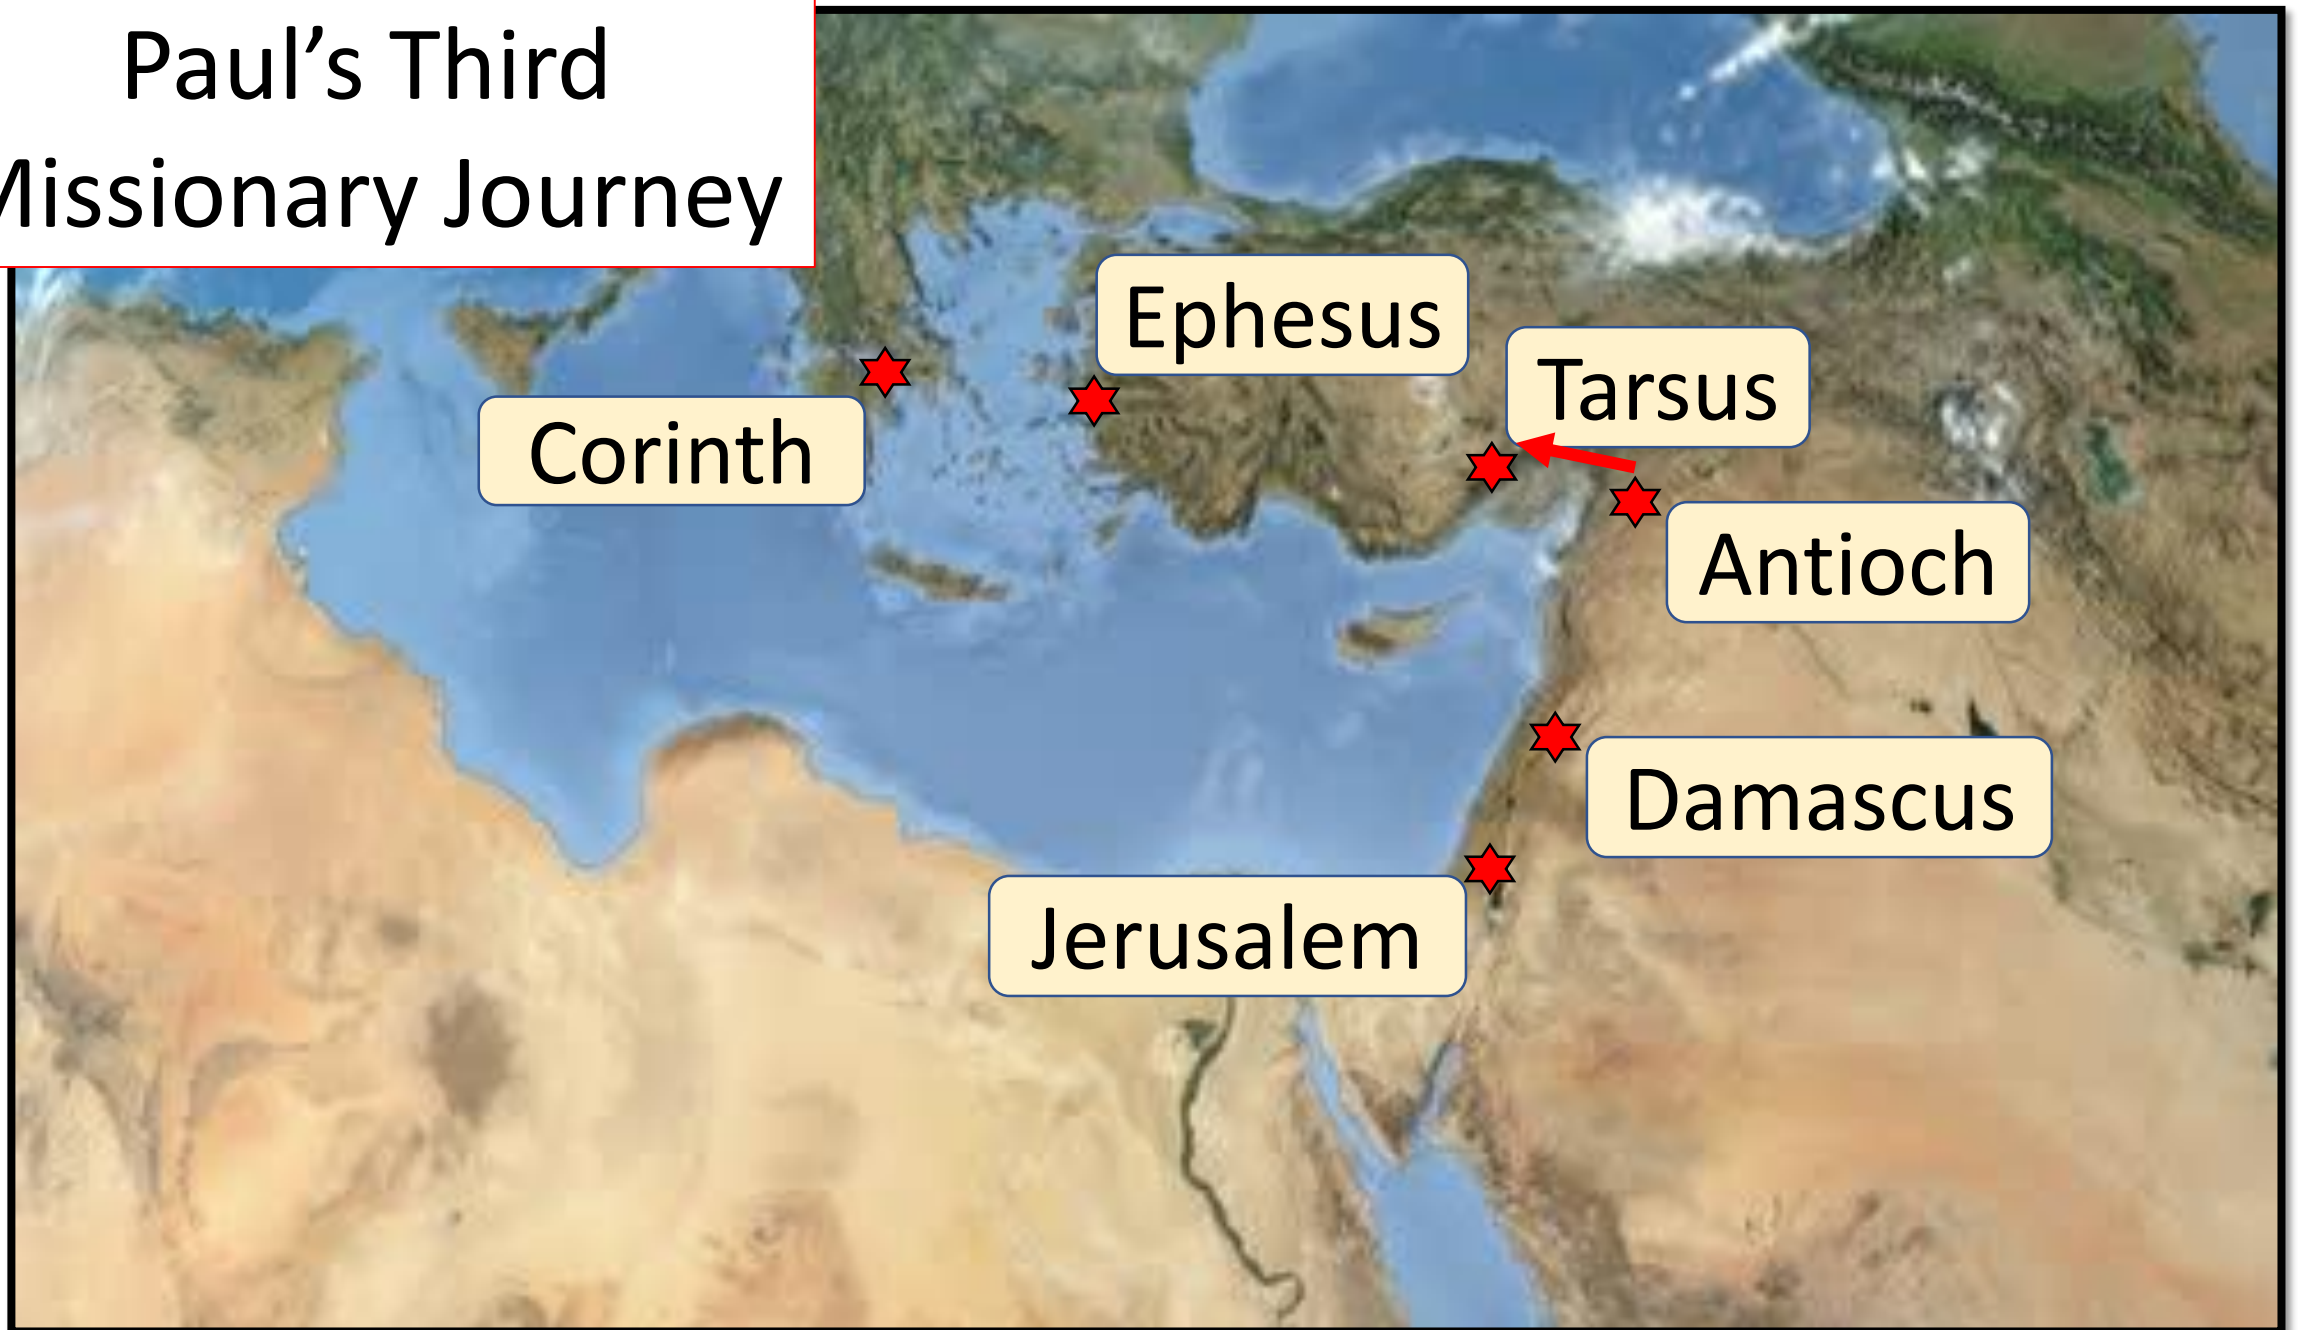 Paul’s Third
Missionary Journey
Ephesus
Tarsus
Corinth
Antioch
Damascus
Jerusalem